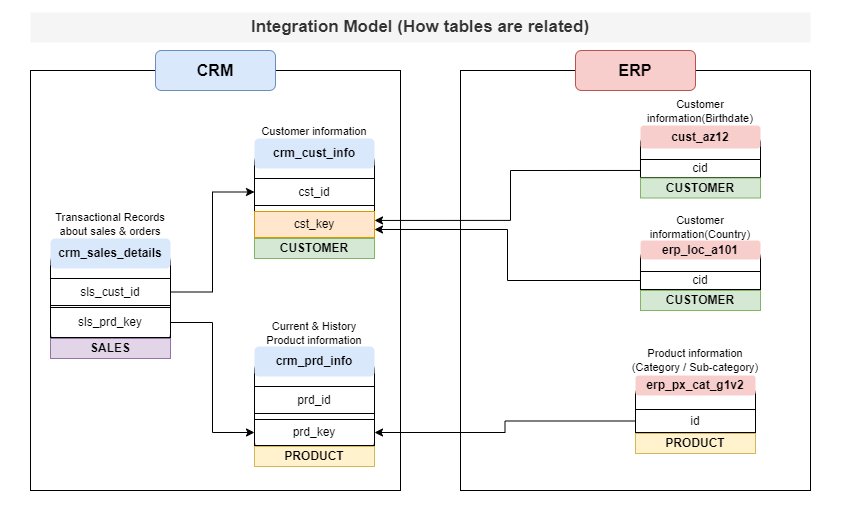 Integration Model (How tables are related)
CRM
Customer information
crm_cust_info
cst_id
cst_key
CUSTOMER
Transactional Records
about sales & orders
crm_sales_details
sls_cust_id
sls_prd_key
SALES
Current & History
Product information
crm_prd_info
prd_id
prd_key
PRODUCT
ERP
Customer
information(Birthdate)
cust_az12
cid
CUSTOMER
Customer
information(Country)
erp_loc_a101
cid
CUSTOMER
Product information
(Category / Sub-category)
erp_px_cat_g1v2
id
PRODUCT